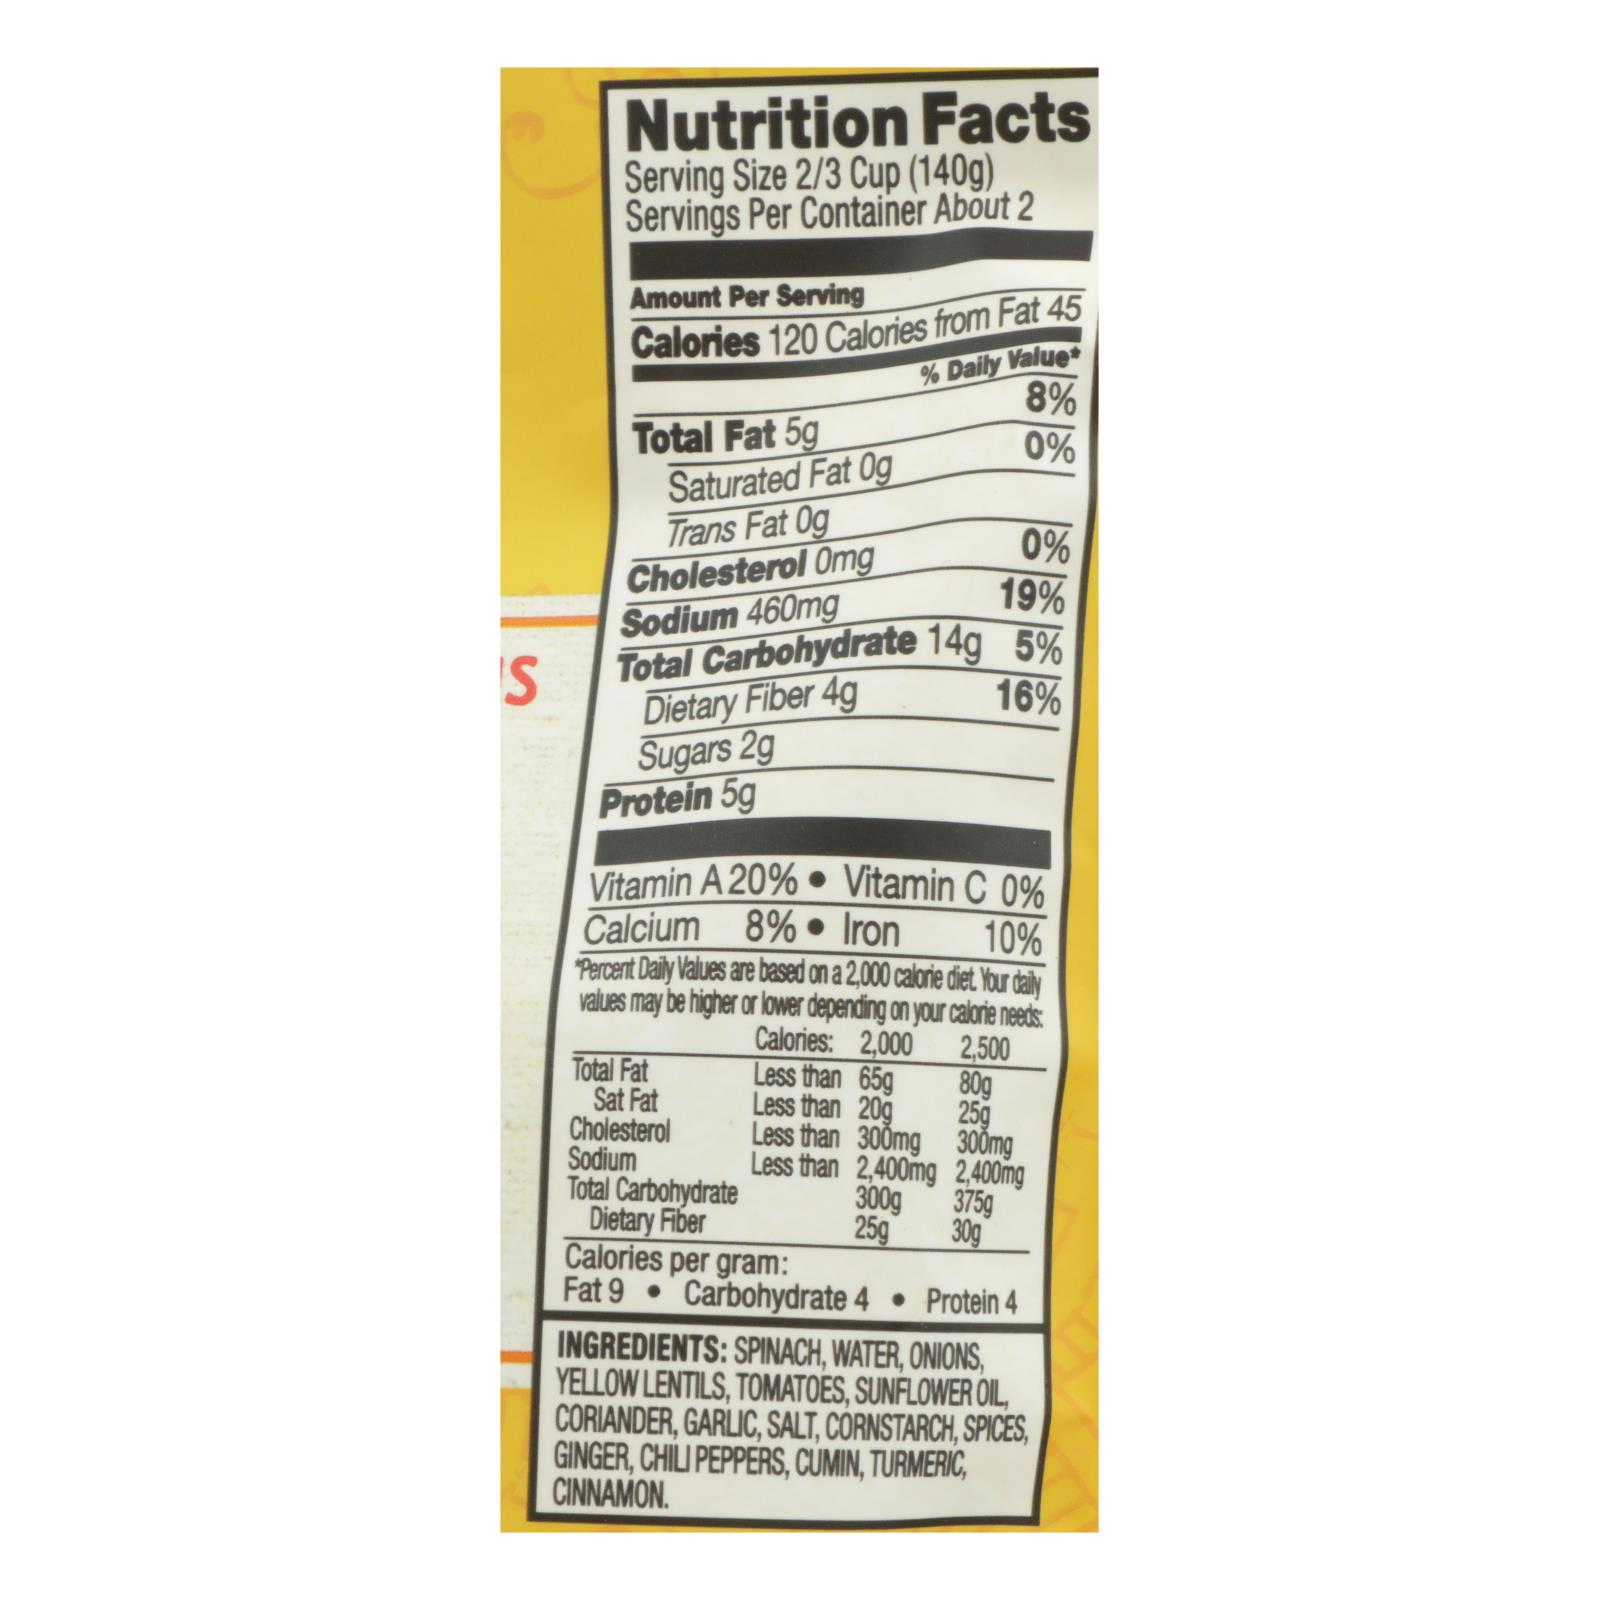 Nutrition Facts
Serving Size 2/3 Cup (140g)
Servings Per Container About 2
Amount Per Serving
Calories 120 Calories from Fat 45
% Daily Value*
Total Fat 5g 8%
Saturated Fat 0g 0%
Trans Fat 0g
Cholesterol 0mg 0%
Sodium 460mg 19%
Total Carbohydrate 14g 5%
Dietary Fiber 4g 16%
Sugars 2g
Protein 5g
Vitamin A 20% • Vitamin C 0%
Calcium 8% • Iron 10%
*Percent Daily Values are based on a 2,000 calorie diet. Your daily
values may be higher or lower depending on your calorie needs:
Calories: 2,000 2,500
Total Fat Less than 65g 80g
Sat Fat Less than 20g 25g
Cholesterol Less than 300mg 300mg
Sodium Less than 2,400mg 2,400mg
Total Carbohydrate 300g 375g
Dietary Fiber 25g 30g
Calories per gram:
Fat 9 • Carbohydrate 4 • Protein 4
INGREDIENTS: SPINACH, WATER, ONIONS,
YELLOW LENTILS, TOMATOES, SUNFLOWER OIL,
CORIANDER, GARLIC, SALT, CORNSTARCH, SPICES,
GINGER, CHILI PEPPERS, CUMIN, TURMERIC,
CINNAMON.